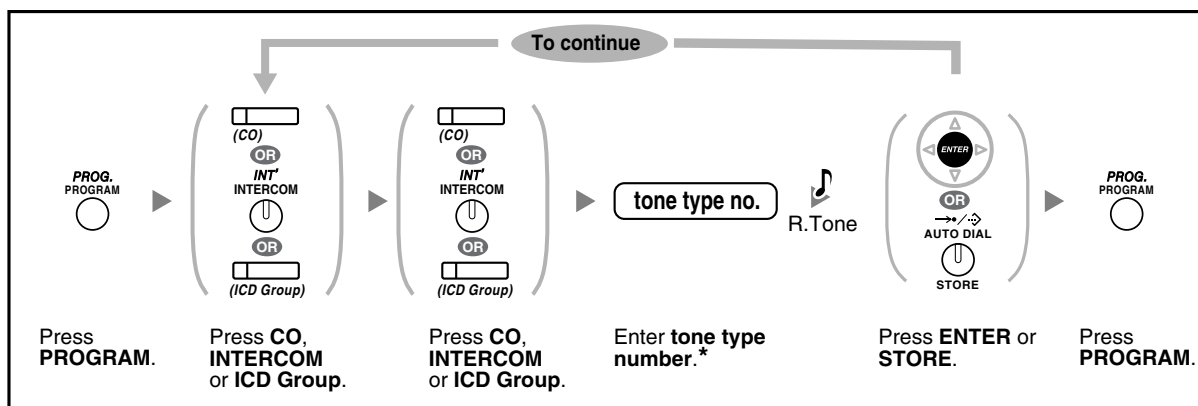 To continue
PROG.
PROGRAM
(CO)
OR
INT'
INTERCOM
OR
(ICD Group)
(CO)
OR
INT'
INTERCOM
OR
(ICD Group)
tone type no.
R.Tone
ENTER
OR
AUTO DIAL
STORE
PROG.
PROGRAM
Press
PROGRAM.
Press CO,
INTERCOM
or ICD Group.
Press CO,
INTERCOM
or ICD Group.
Enter tone type
number.*
Press ENTER or
STORE.
Press
PROGRAM.